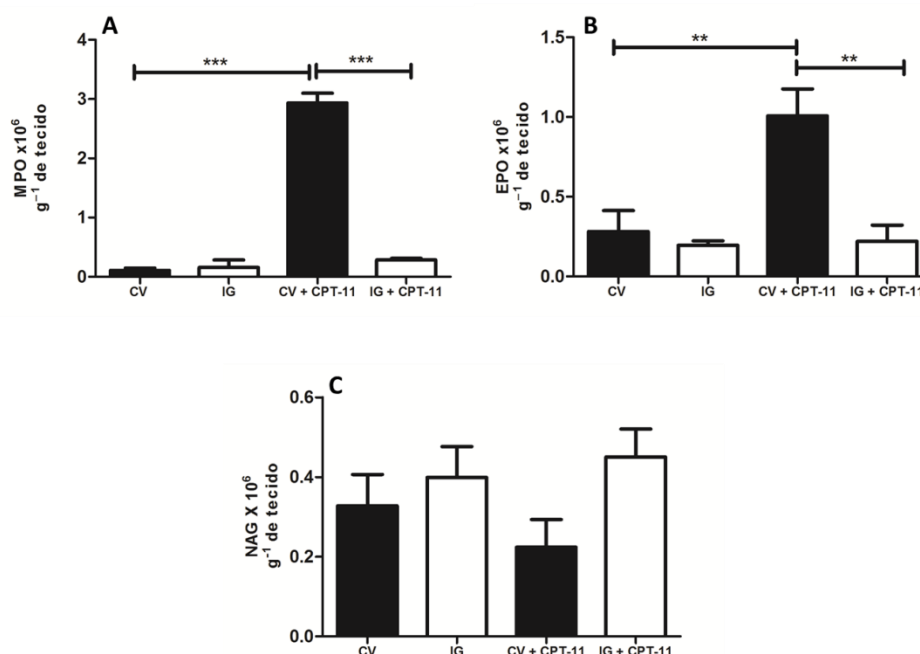 A
MPO x10⁶
g⁻¹ de tecido
4
3
2
1
0
***
***
CV
IG
CV + CPT-11
IG + CPT-11
B
EPO x10⁶
g⁻¹ de tecido
1.5
1.0
0.5
0.0
**
**
CV
IG
CV + CPT-11
IG + CPT-11
C
NAG X 10⁶
g⁻¹ de tecido
0.6
0.4
0.2
0.0
CV
IG
CV + CPT-11
IG + CPT-11